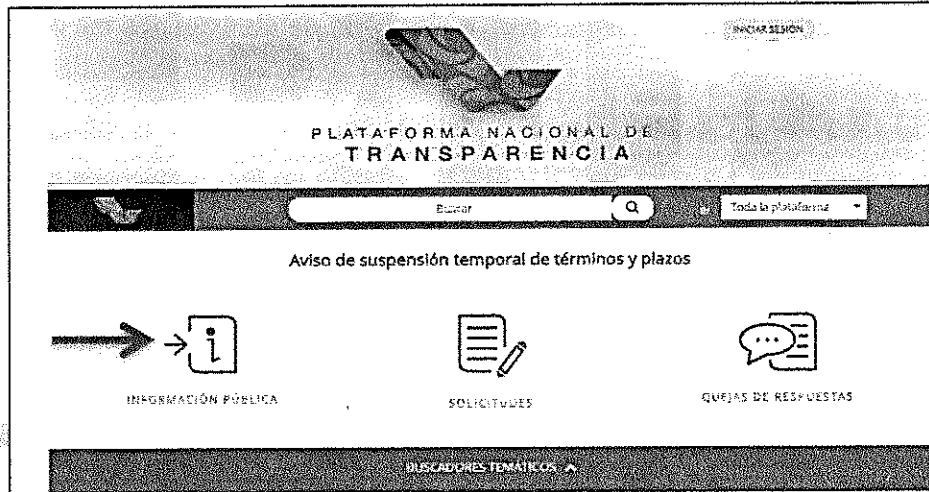 INICIAR SESIÓN
PLATAFORMA NACIONAL DE
TRANSPARENCIA
Buscar
Toda la plataforma
Aviso de suspensión temporal de términos y plazos
INFORMACIÓN PÚBLICA
SOLICITUDES
QUEJAS DE RESPUESTAS
BUSCADORES TEMÁTICOS